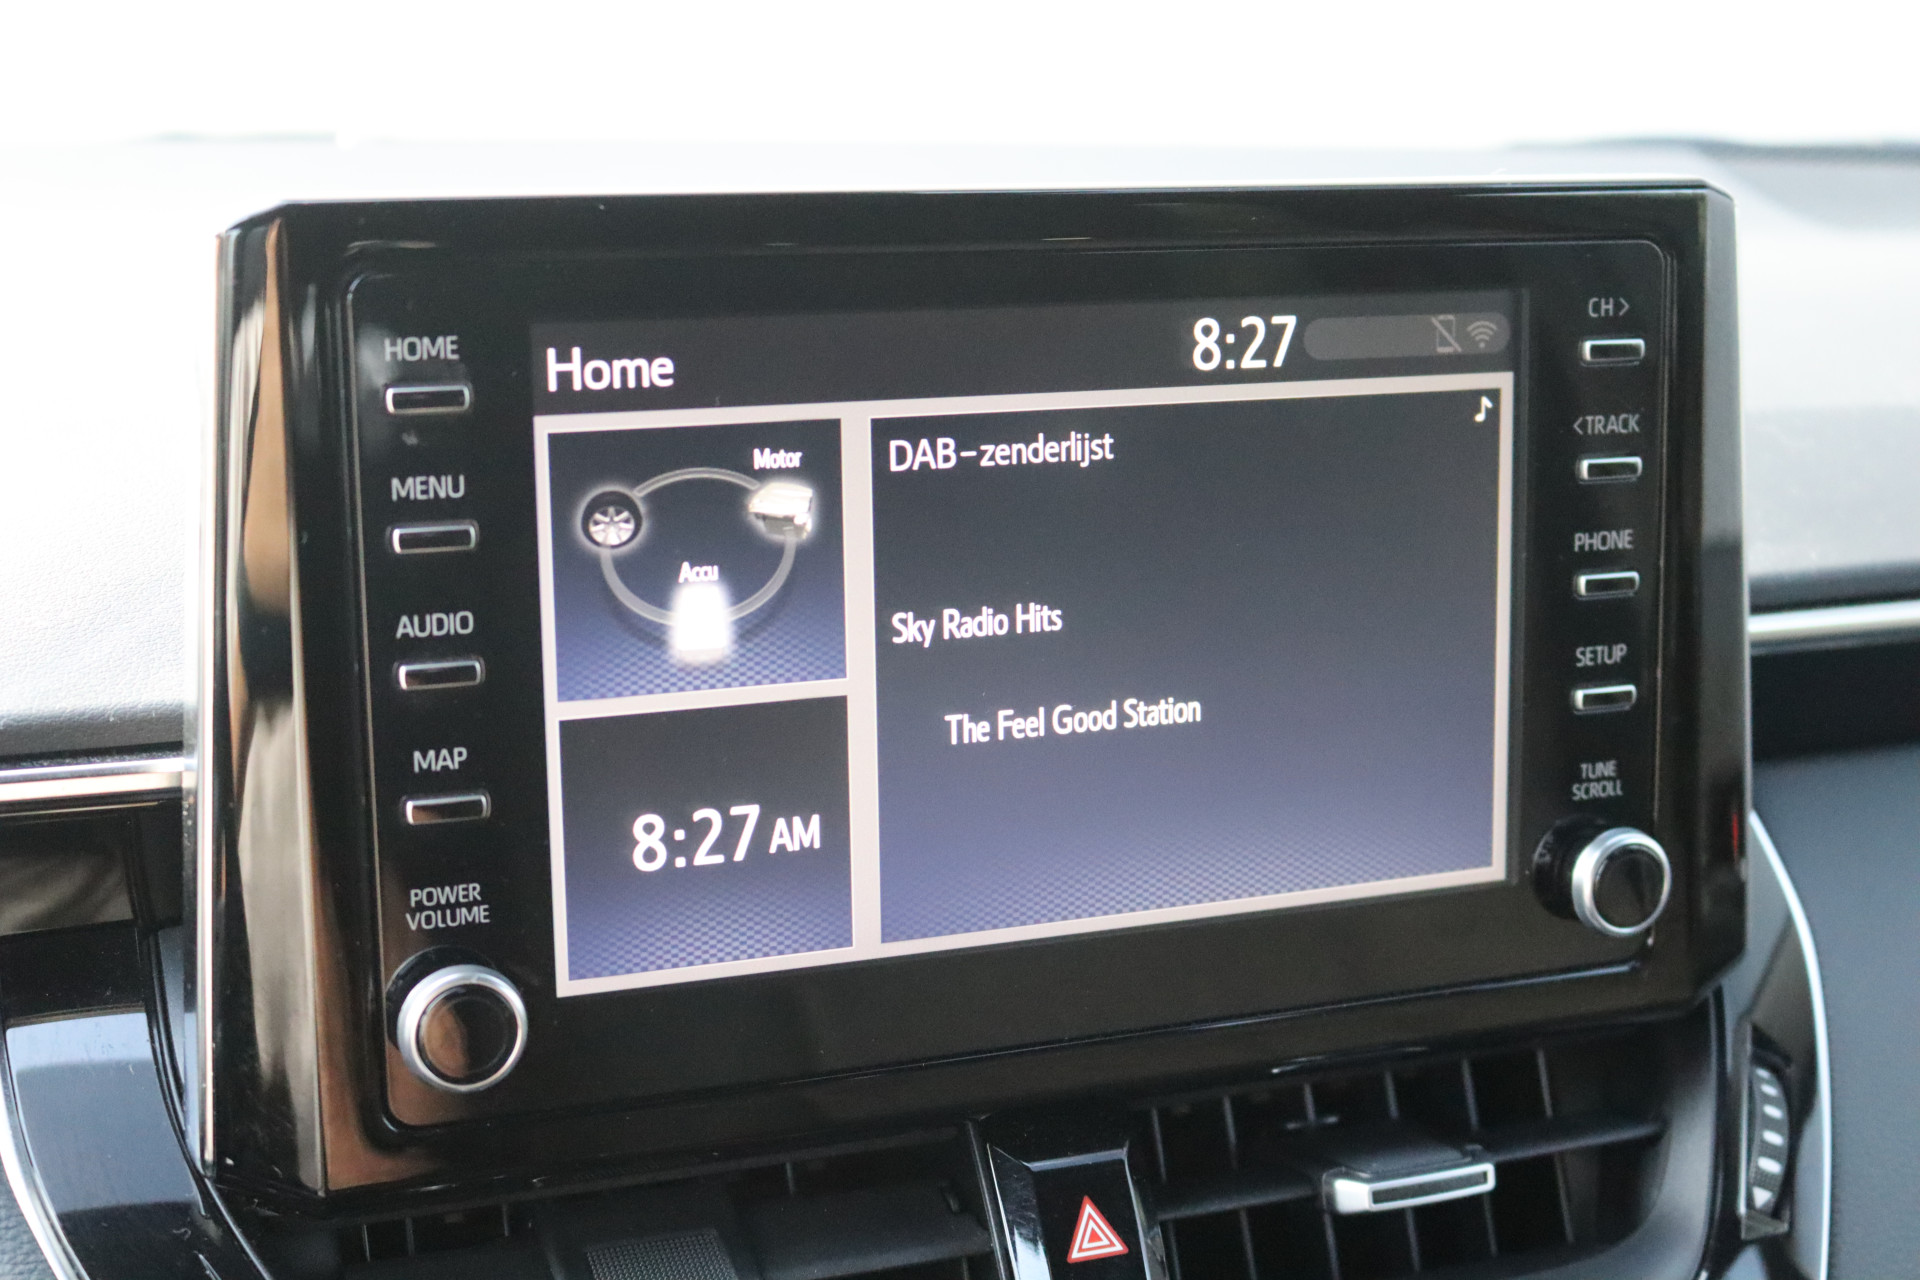 HOME
MENU
AUDIO
MAP
POWER
VOLUME
Home
8:27
Motor
Accu
8:27 AM
DAB-zenderlijst
Sky Radio Hits
The Feel Good Station
CH>
<TRACK
PHONE
SETUP
TUNE
SCROLL